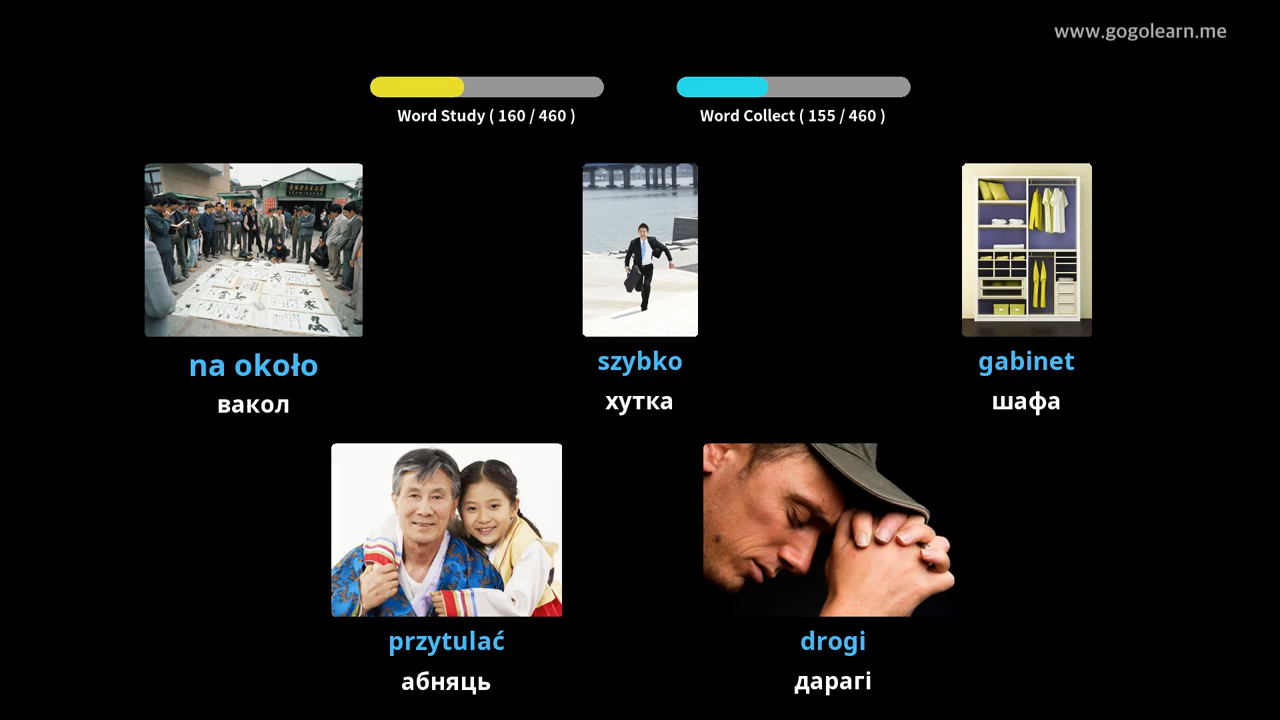 www.gogolearn.me
Word Study ( 160 / 460 )
Word Collect ( 155 / 460 )
na około
вакол
szybko
хутка
gabinet
шафа
przytulać
абняць
drogi
дарагі